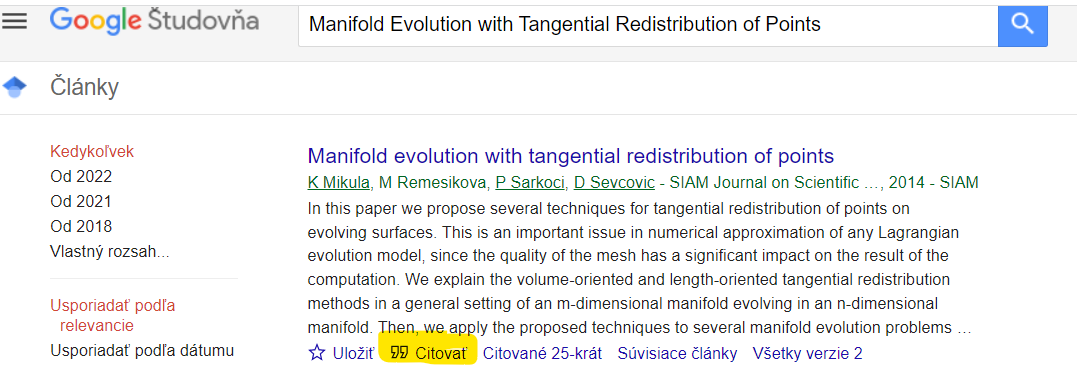 Google Študovňa
Manifold Evolution with Tangential Redistribution of Points
Články
Kedykoľvek
Od 2022
Od 2021
Od 2018
Vlastný rozsah...
Usporiadať podľa
relevancie
Usporiadať podľa dátumu
Manifold evolution with tangential redistribution of points
K Mikula, M Remesikova, P Sarkoci, D Sevcovic - SIAM Journal on Scientific …, 2014 - SIAM
In this paper we propose several techniques for tangential redistribution of points on
evolving surfaces. This is an important issue in numerical approximation of any Lagrangian
evolution model, since the quality of the mesh has a significant impact on the result of the
computation. We explain the volume-oriented and length-oriented tangential redistribution
methods in a general setting of an m-dimensional manifold evolving in an n-dimensional
manifold. Then, we apply the proposed techniques to several manifold evolution problems …
Uložiť Citovať Citované 25-krát Súvisiace články Všetky verzie 2